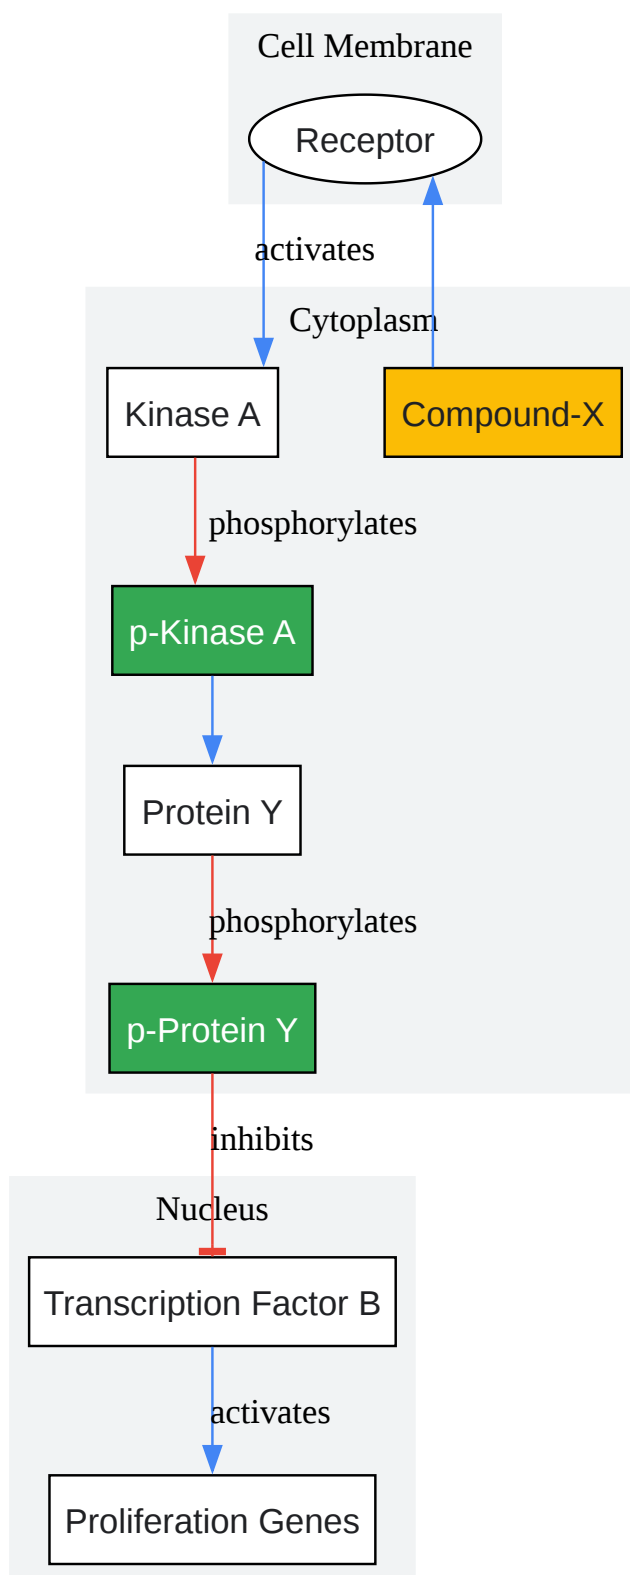 Cell Membrane
Receptor
activates
Cytoplasm
Kinase A
Compound-X
phosphorylates
p-Kinase A
Protein Y
phosphorylates
p-Protein Y
inhibits
Nucleus
Transcription Factor B
activates
Proliferation Genes